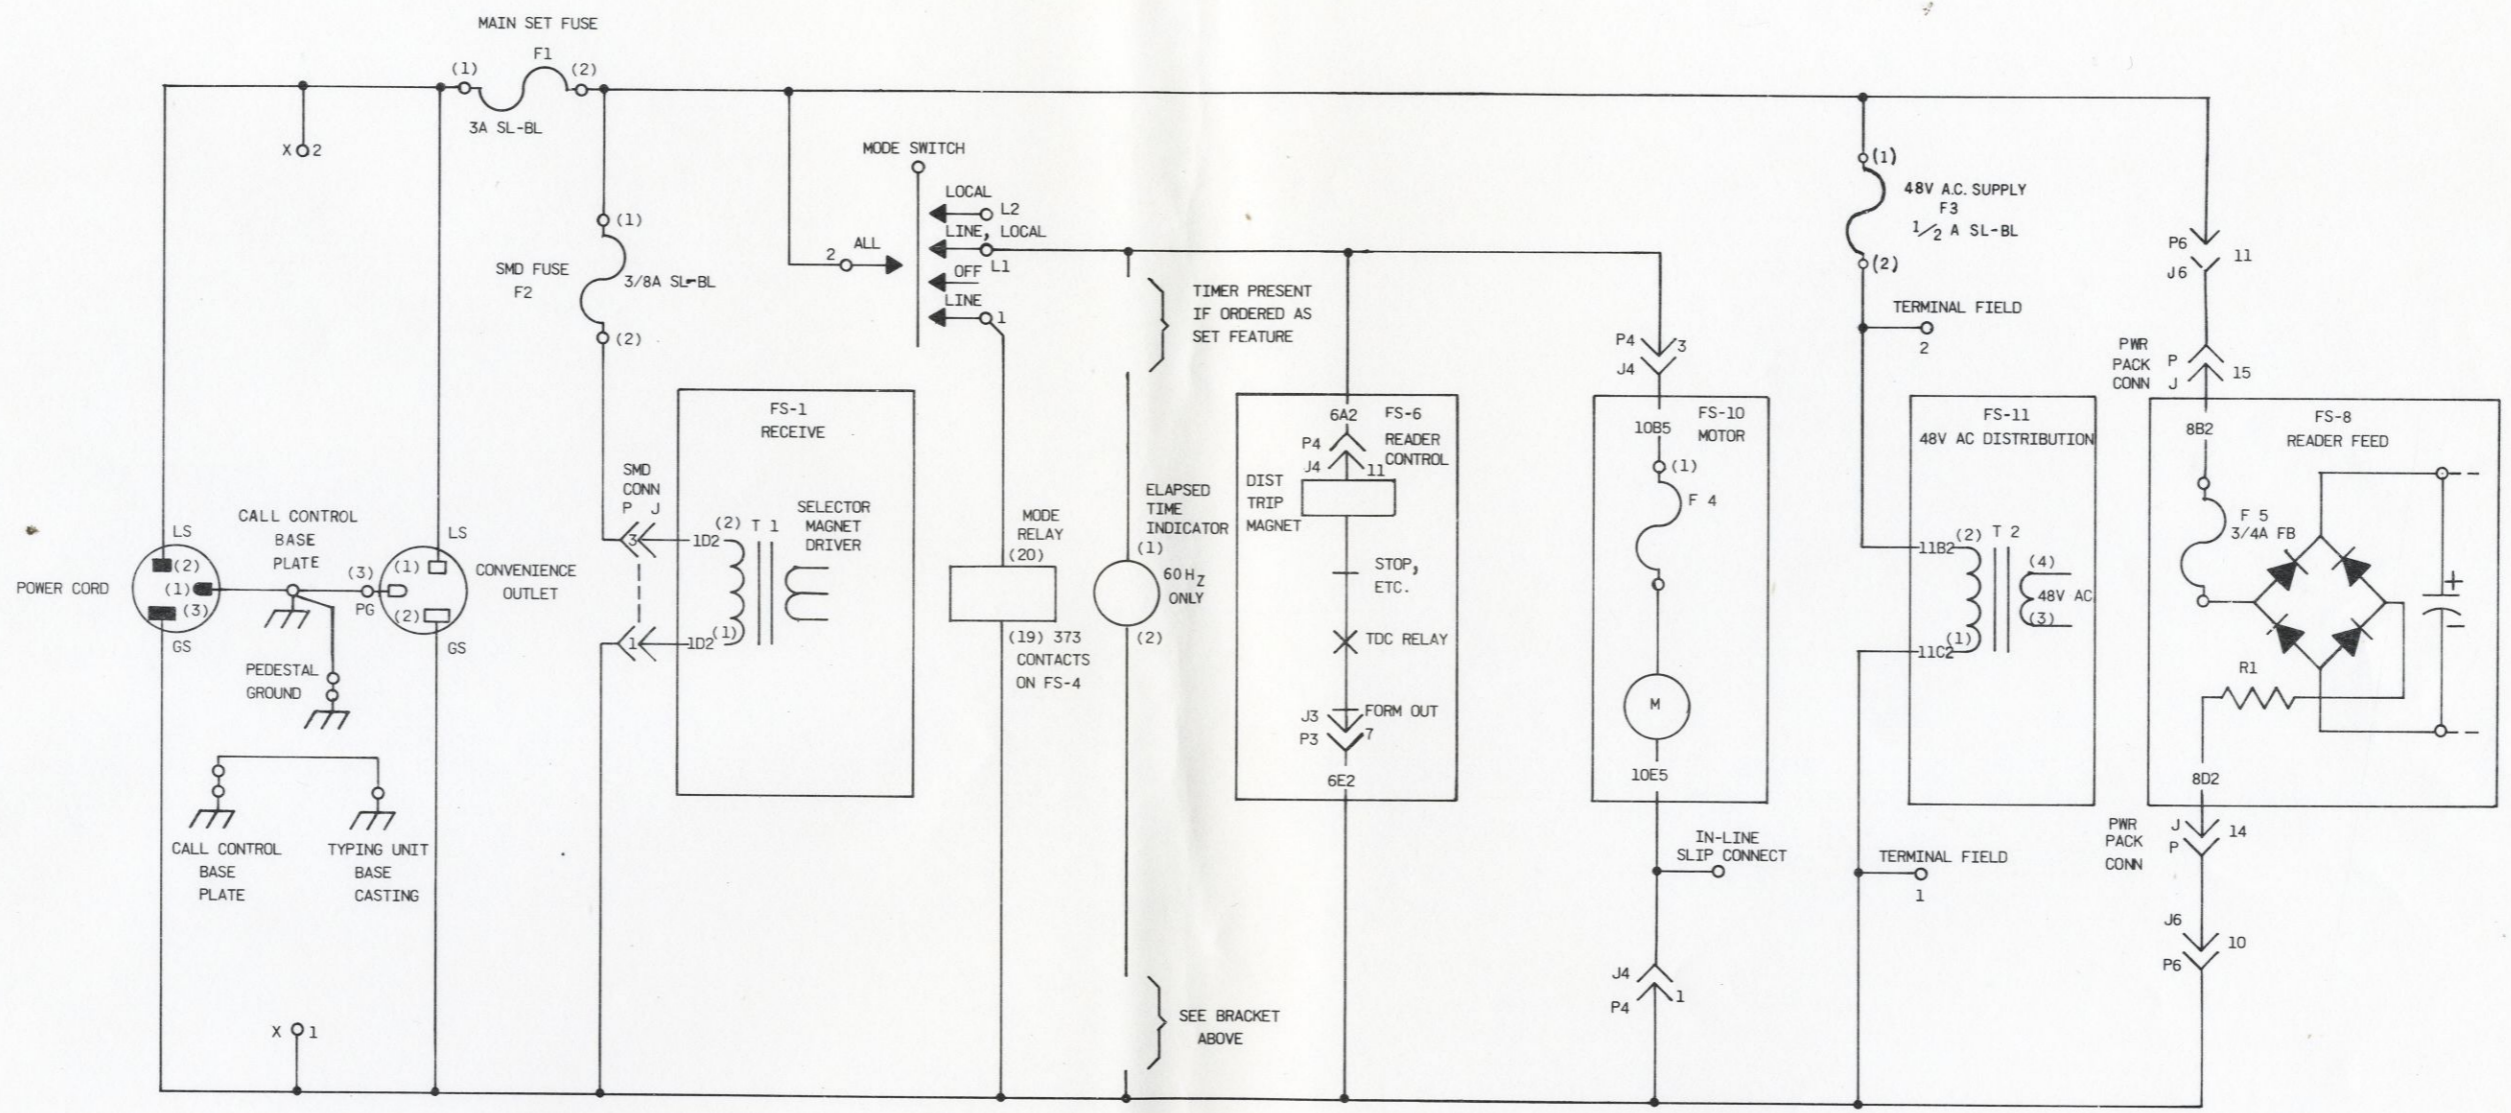 MAIN SET FUSE
F1
(1)
(2)
3A SL-BL
X 2
MODE SWITCH
LOCAL
L2
LINE, LOCAL
L1
2
ALL
OFF
LINE
1
(1)
SMD FUSE
F2
3/8A SL-BL
(2)
TIMER PRESENT
IF ORDERED AS
SET FEATURE
(1)
48V A.C. SUPPLY
F3
1/2 A SL-BL
(2)
TERMINAL FIELD
2
P6
J6
11
PWR
PACK
CONN
P
J
15
P4
J4
3
FS-1
RECEIVE
SMD
CONN
P J
3
1D2
(2)
T 1
SELECTOR
MAGNET
DRIVER
1
1D2
(1)
MODE
RELAY
(20)
(19) 373
CONTACTS
ON FS-4
ELAPSED
TIME
INDICATOR
(1)
60HZ
ONLY
(2)
6A2
FS-6
READER
CONTROL
P4
J4
11
DIST
TRIP
MAGNET
STOP,
ETC.
TDC RELAY
FORM OUT
J3
P3
7
6E2
FS-10
MOTOR
10B5
(1)
F 4
M
10E5
IN-LINE
SLIP CONNECT
J4
P4
1
FS-11
48V AC DISTRIBUTION
11B2
(2)
T 2
(4)
48V AC
(3)
11C2
(1)
TERMINAL FIELD
1
FS-8
READER FEED
8B2
F 5
3/4A FB
+
−
R1
8D2
PWR
PACK
CONN
J
P
14
J6
P6
10
POWER CORD
LS
(2)
(1)
(3)
GS
CALL CONTROL
BASE
PLATE
(3)
PG
LS
(1)
(2)
GS
CONVENIENCE
OUTLET
PEDESTAL
GROUND
CALL CONTROL
BASE
PLATE
TYPING UNIT
BASE
CASTING
X 1
SEE BRACKET
ABOVE